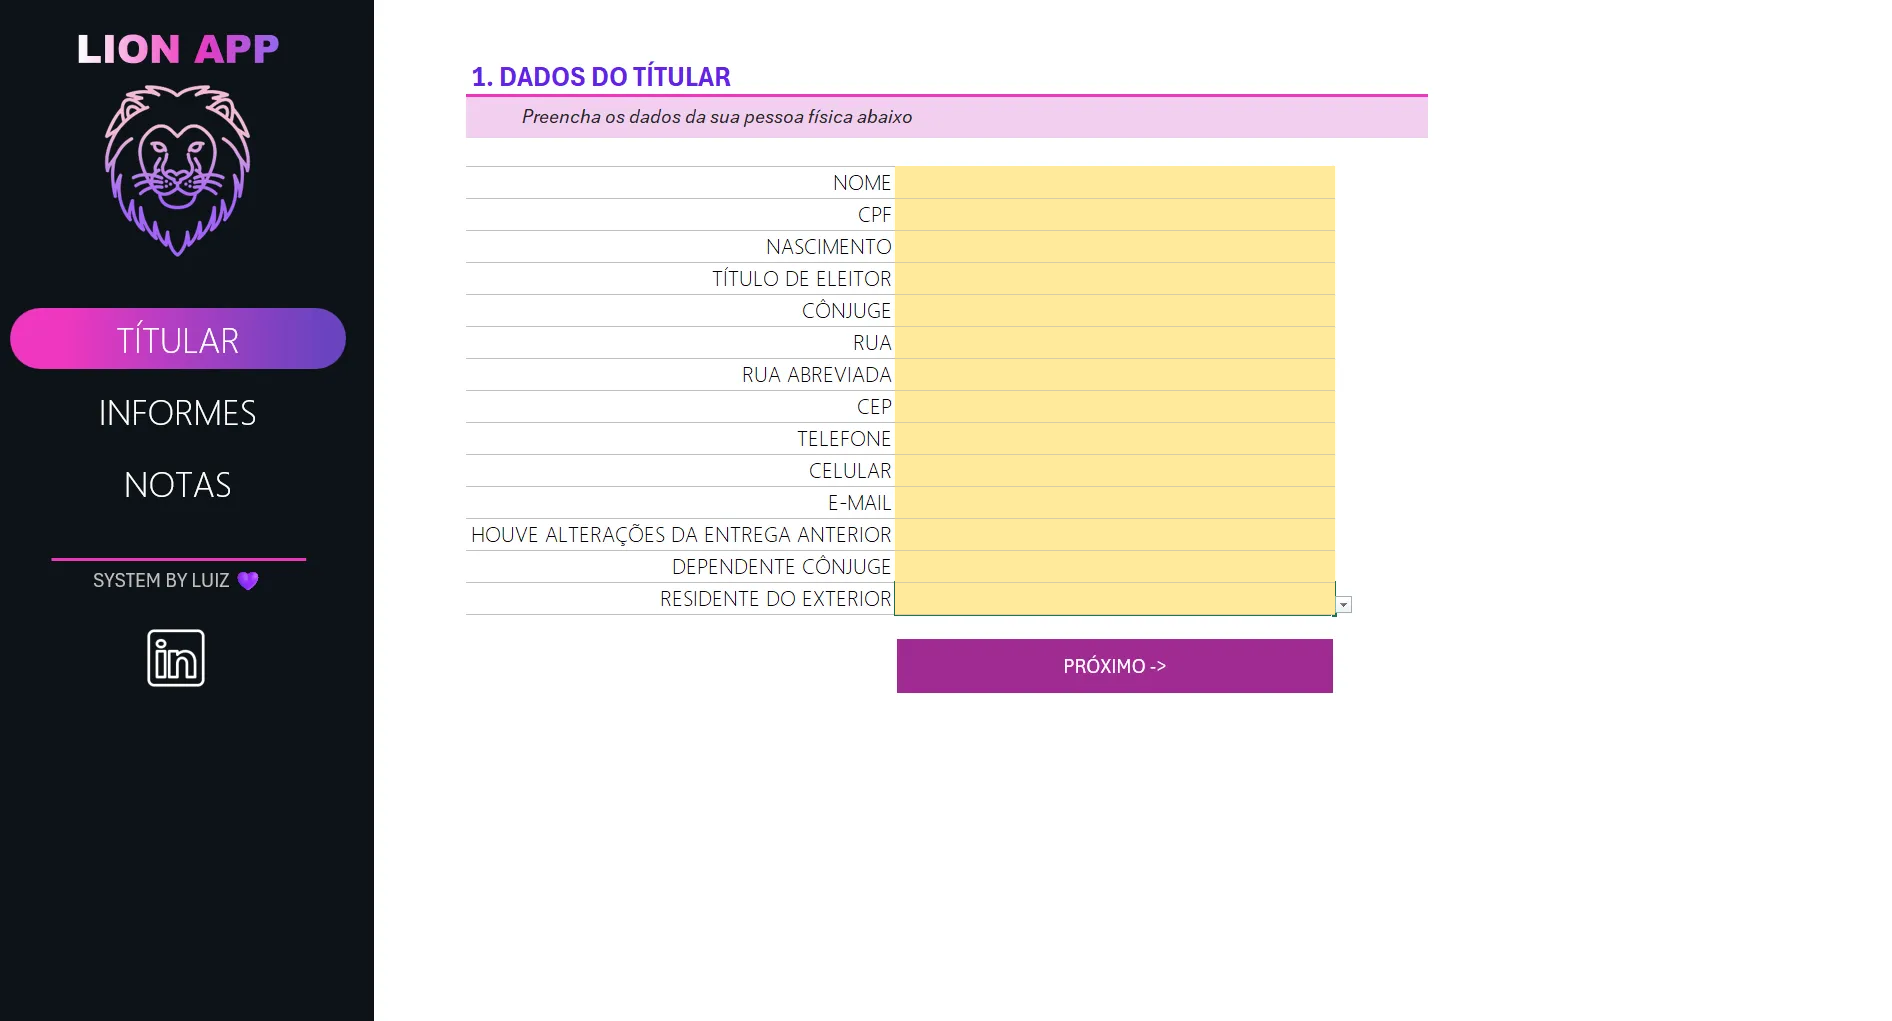 LION APP
TÍTULAR
INFORMES
NOTAS
SYSTEM BY LUIZ 💜
in
1. DADOS DO TÍTULAR
Preencha os dados da sua pessoa física abaixo
NOME
CPF
NASCIMENTO
TÍTULO DE ELEITOR
CÔNJUGE
RUA
RUA ABREVIADA
CEP
TELEFONE
CELULAR
E-MAIL
HOUVE ALTERAÇÕES DA ENTREGA ANTERIOR
DEPENDENTE CÔNJUGE
RESIDENTE DO EXTERIOR
PRÓXIMO ->